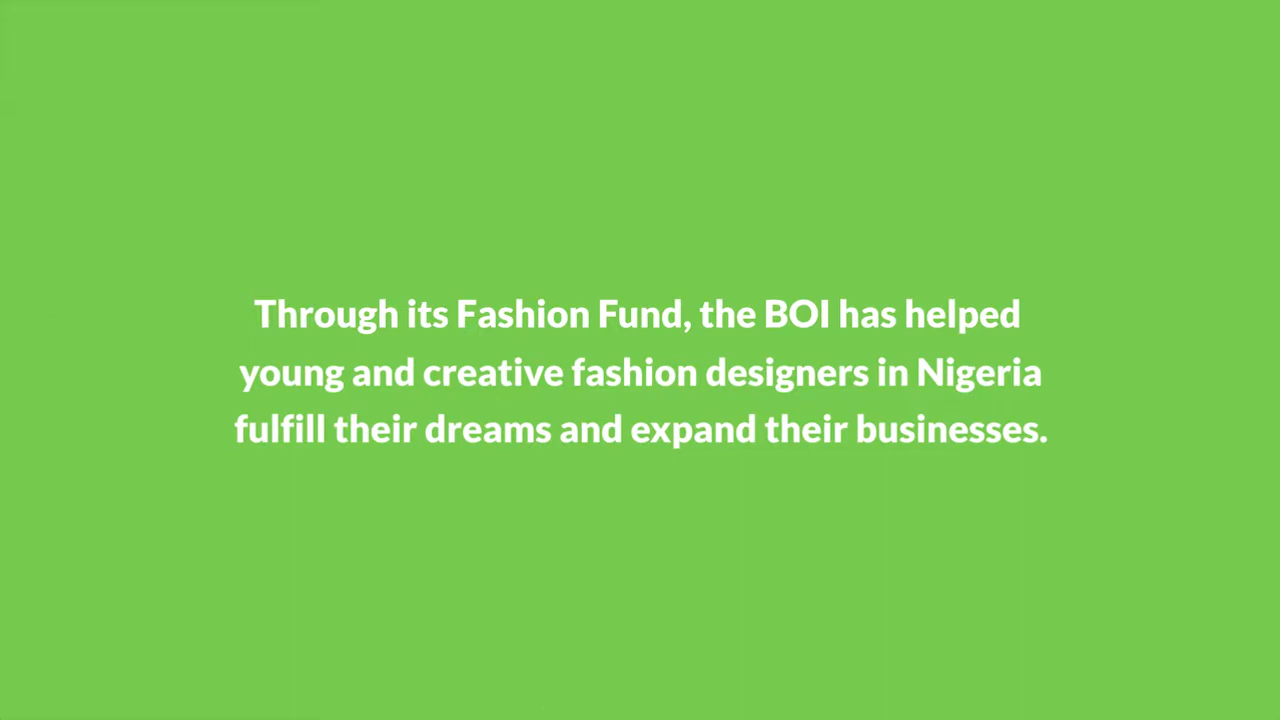 Through its Fashion Fund, the BOI has helped
young and creative fashion designers in Nigeria
fulfill their dreams and expand their businesses.